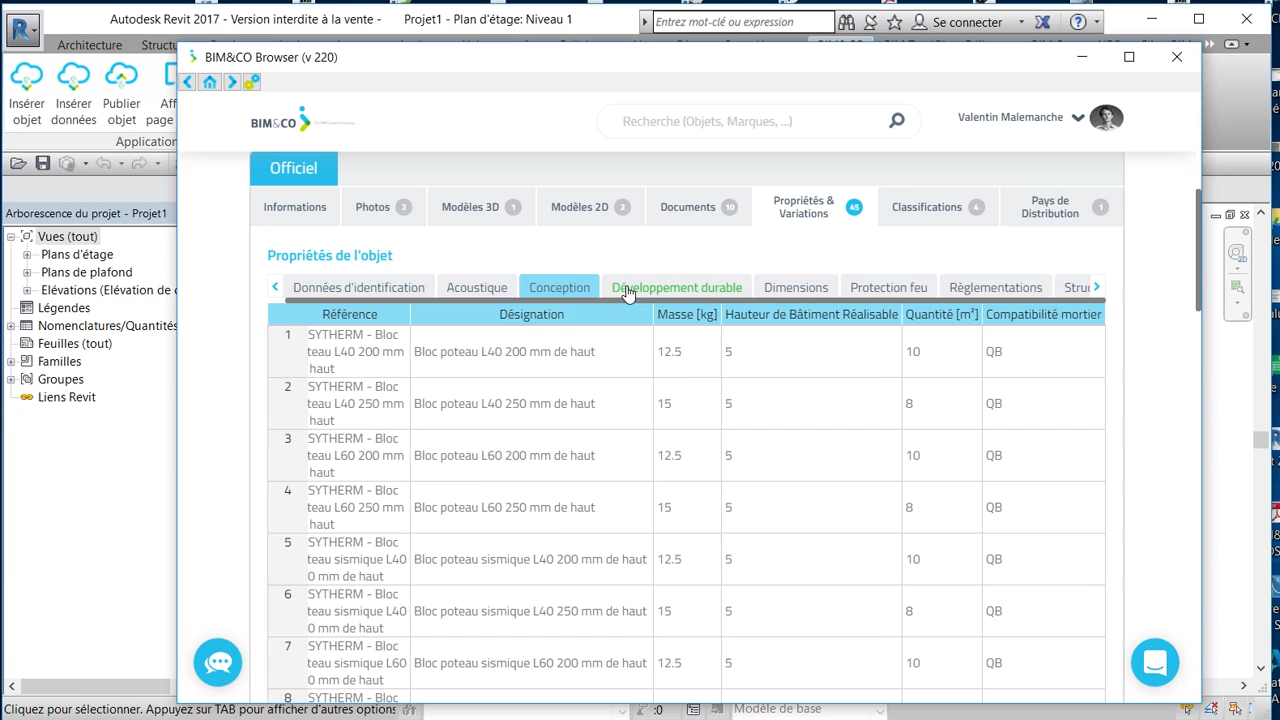 Autodesk Revit 2017 - Version interdite à la vente - Projet1 - Plan d'étage: Niveau 1
Entrez mot-clé ou expression
Se connecter
Architecture
BIM&CO Browser (v 220)
Insérer objet
Insérer données
Publier objet
BIM&CO
Recherche (Objets, Marques, ...)
Valentin Malemanche
Officiel
Informations
Photos 2
Modèles 3D 1
Modèles 2D 2
Documents 10
Propriétés & Variations 45
Classifications 4
Pays de Distribution 1
Propriétés de l'objet
Données d'identification
Acoustique
Conception
Développement durable
Dimensions
Protection feu
Règlementations
Référence Désignation Masse [kg] Hauteur de Bâtiment Réalisable Quantité [m²] Compatibilité mortier
1 SYTHERM - Bloc
teau L40 200 mm Bloc poteau L40 200 mm de haut 12.5 5 10 QB
haut
2 SYTHERM - Bloc
teau L40 250 mm Bloc poteau L40 250 mm de haut 15 5 8 QB
haut
3 SYTHERM - Bloc
teau L60 200 mm Bloc poteau L60 200 mm de haut 12.5 5 10 QB
haut
4 SYTHERM - Bloc
teau L60 250 mm Bloc poteau L60 250 mm de haut 15 5 8 QB
haut
5 SYTHERM - Bloc
teau sismique L40 Bloc poteau sismique L40 200 mm de haut 12.5 5 10 QB
0 mm de haut
6 SYTHERM - Bloc
teau sismique L40 Bloc poteau sismique L40 250 mm de haut 15 5 8 QB
0 mm de haut
7 SYTHERM - Bloc
teau sismique L60 Bloc poteau sismique L60 200 mm de haut 12.5 5 10 QB
0 mm de haut
8 SYTHERM - Bloc
Arborescence du projet - Projet1
Vues (tout)
Plans d'étage
Plans de plafond
Elévations (Elévation de c
Légendes
Nomenclatures/Quantités
Feuilles (tout)
Familles
Groupes
Liens Revit
Cliquez pour sélectionner. Appuyez sur TAB pour afficher d'autres options
:0
Modèle de base